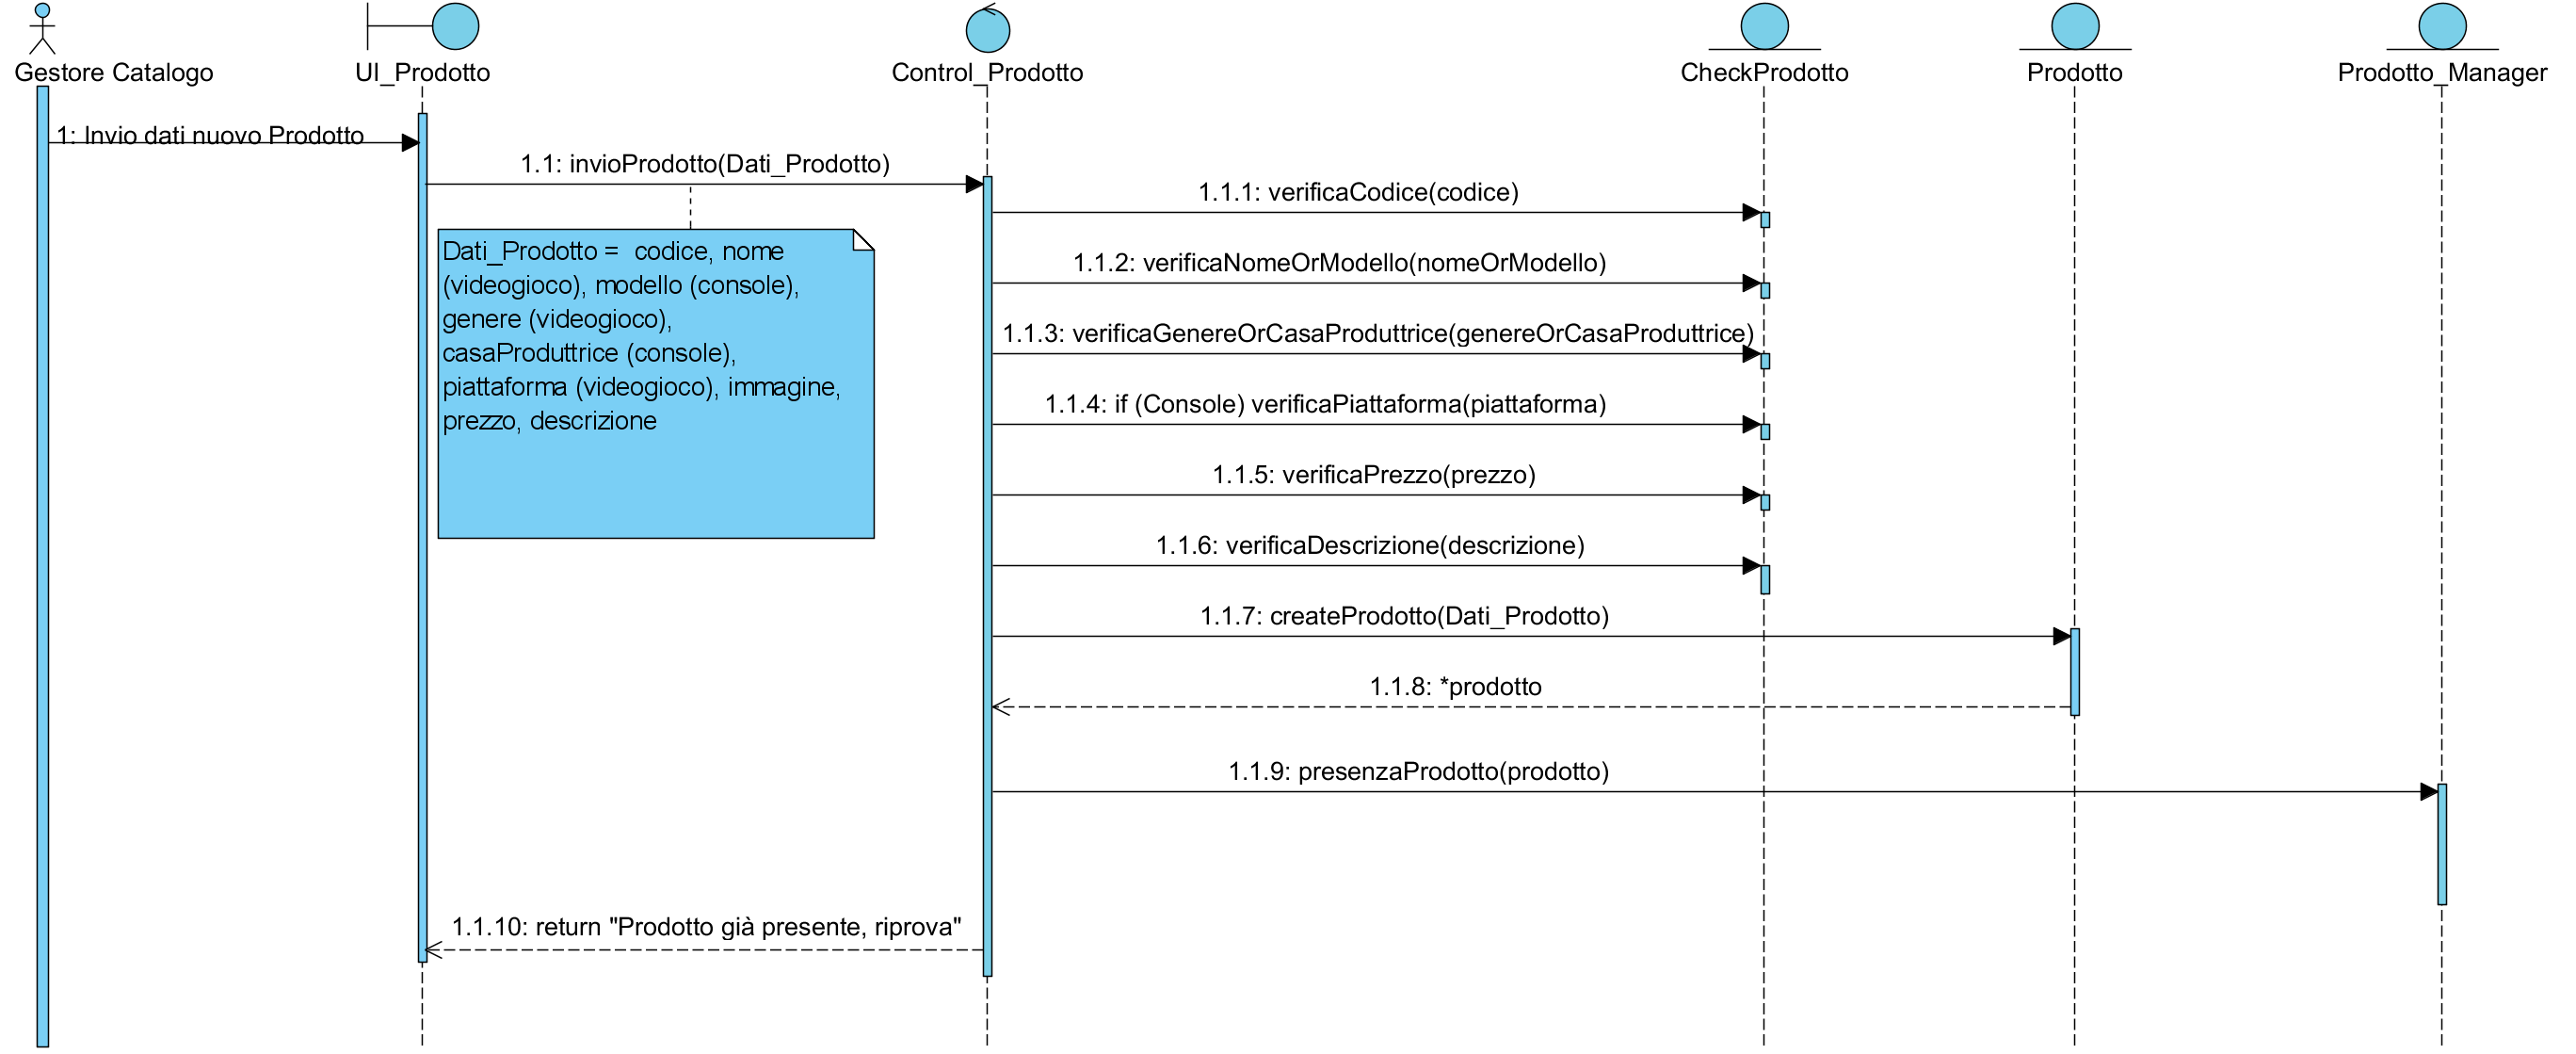 Gestore Catalogo
UI_Prodotto
Control_Prodotto
CheckProdotto
Prodotto
Prodotto_Manager
1: Invio dati nuovo Prodotto
1.1: invioProdotto(Dati_Prodotto)
Dati_Prodotto = codice, nome
(videogioco), modello (console),
genere (videogioco),
casaProduttrice (console),
piattaforma (videogioco), immagine,
prezzo, descrizione
1.1.1: verificaCodice(codice)
1.1.2: verificaNomeOrModello(nomeOrModello)
1.1.3: verificaGenereOrCasaProduttrice(genereOrCasaProduttrice)
1.1.4: if (Console) verificaPiattaforma(piattaforma)
1.1.5: verificaPrezzo(prezzo)
1.1.6: verificaDescrizione(descrizione)
1.1.7: createProdotto(Dati_Prodotto)
1.1.8: *prodotto
1.1.9: presenzaProdotto(prodotto)
1.1.10: return "Prodotto già presente, riprova"